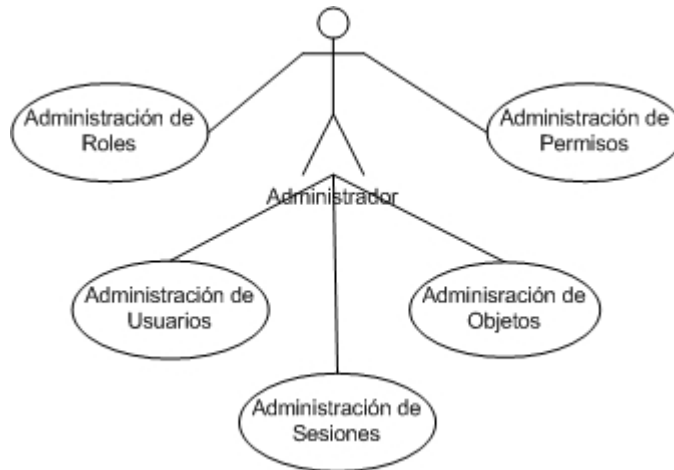 Administración de
Roles
Administración de
Permisos
Administrador
Administración de
Usuarios
Adminisración de
Objetos
Administración de
Sesiones